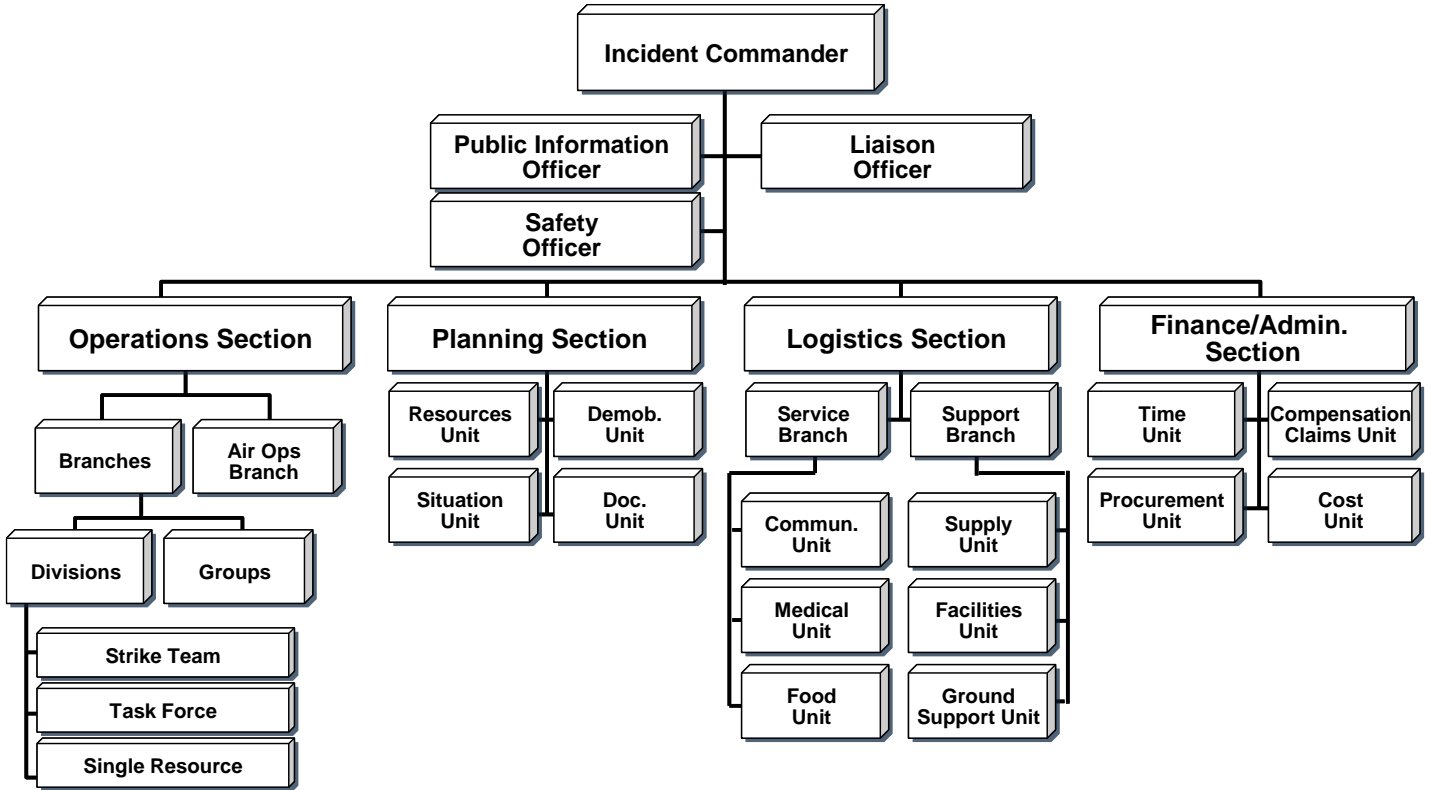 Incident Commander
Public Information
Officer
Liaison
Officer
Safety
Officer
Operations Section
Planning Section
Logistics Section
Finance/Admin.
Section
Branches
Air Ops
Branch
Divisions
Groups
Strike Team
Task Force
Single Resource
Resources
Unit
Demob.
Unit
Situation
Unit
Doc.
Unit
Service
Branch
Support
Branch
Commun.
Unit
Supply
Unit
Medical
Unit
Facilities
Unit
Food
Unit
Ground
Support Unit
Time
Unit
Compensation
Claims Unit
Procurement
Unit
Cost
Unit